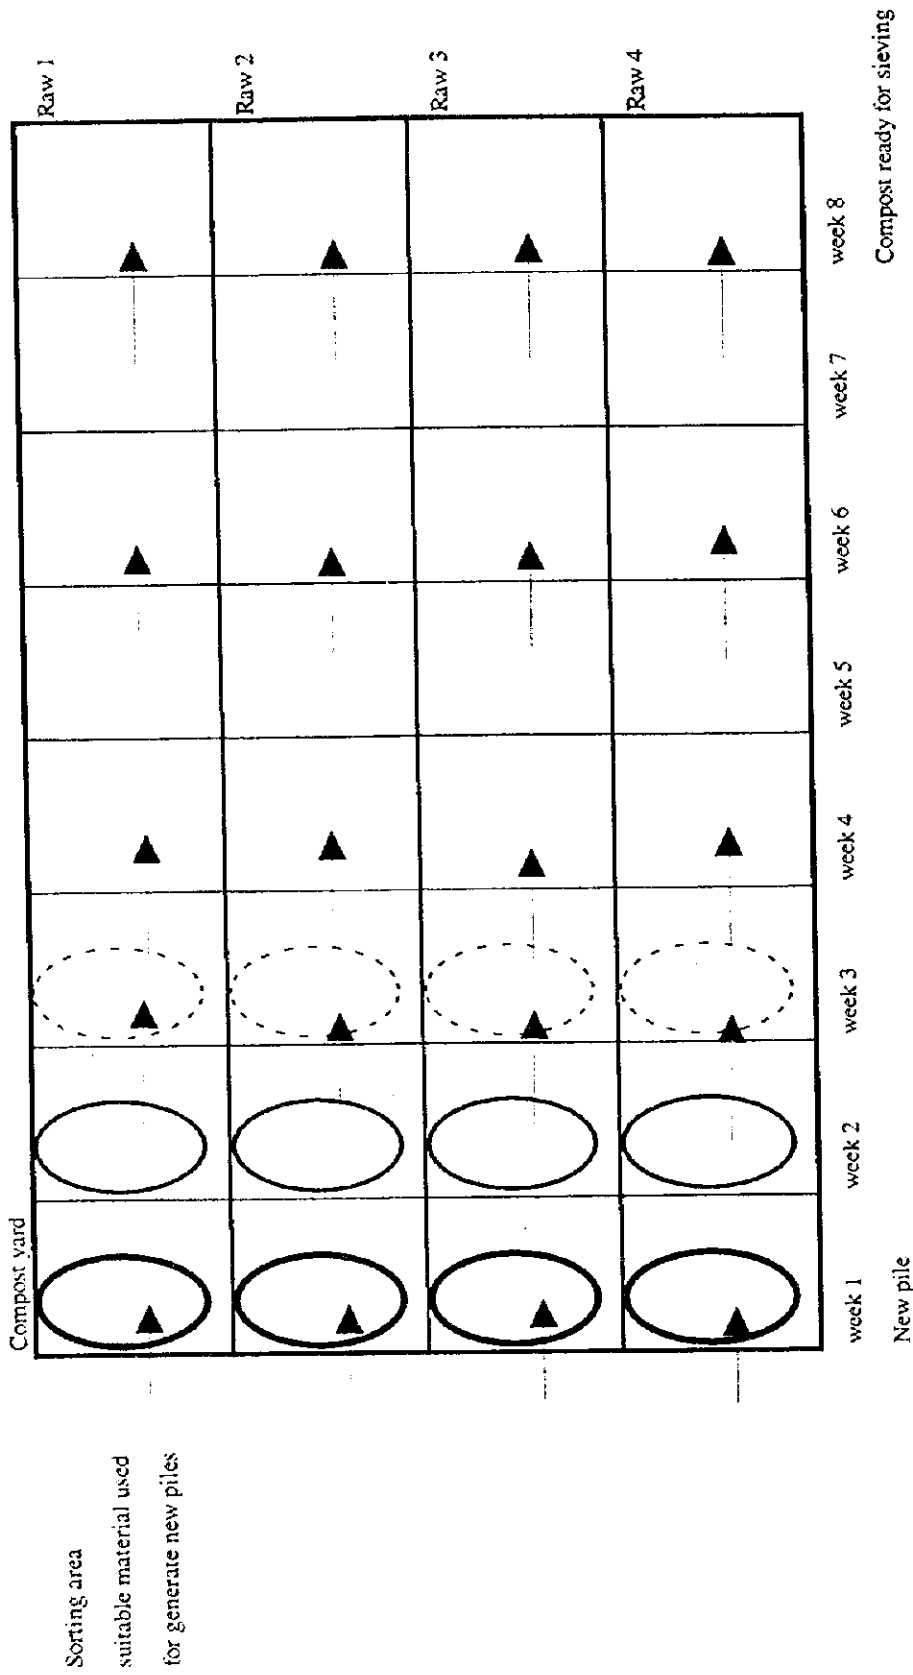 Sorting area
suitable material used
for generate new piles
Compost yard
Raw 1
Raw 2
Raw 3
Raw 4
week 1
week 2
week 3
week 4
week 5
week 6
week 7
week 8
New pile
Compost ready for sieving